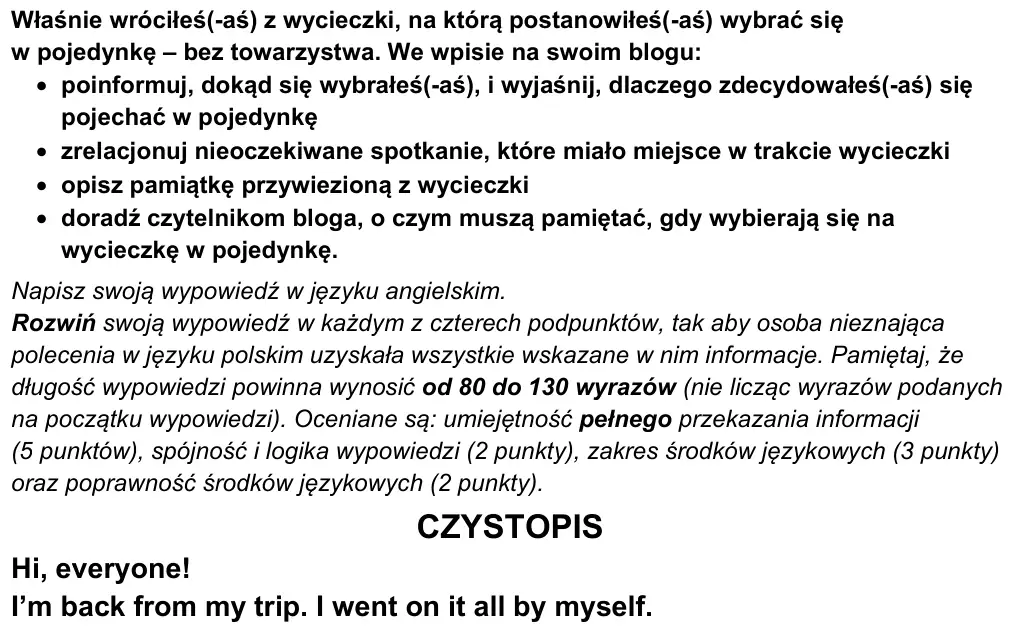 Właśnie wróciłeś(-aś) z wycieczki, na którą postanowiłeś(-aś) wybrać się
w pojedynkę – bez towarzystwa. We wpisie na swoim blogu:
• poinformuj, dokąd się wybrałeś(-aś), i wyjaśnij, dlaczego zdecydowałeś(-aś) się
pojechać w pojedynkę
• zrelacjonuj nieoczekiwane spotkanie, które miało miejsce w trakcie wycieczki
• opisz pamiątkę przywiezioną z wycieczki
• doradź czytelnikom bloga, o czym muszą pamiętać, gdy wybierają się na
wycieczkę w pojedynkę.
Napisz swoją wypowiedź w języku angielskim.
Rozwiń swoją wypowiedź w każdym z czterech podpunktów, tak aby osoba nieznająca
polecenia w języku polskim uzyskała wszystkie wskazane w nim informacje. Pamiętaj, że
długość wypowiedzi powinna wynosić od 80 do 130 wyrazów (nie licząc wyrazów podanych
na początku wypowiedzi). Oceniane są: umiejętność pełnego przekazania informacji
(5 punktów), spójność i logika wypowiedzi (2 punkty), zakres środków językowych (3 punkty)
oraz poprawność środków językowych (2 punkty).
CZYSTOPIS
Hi, everyone!
I'm back from my trip. I went on it all by myself.